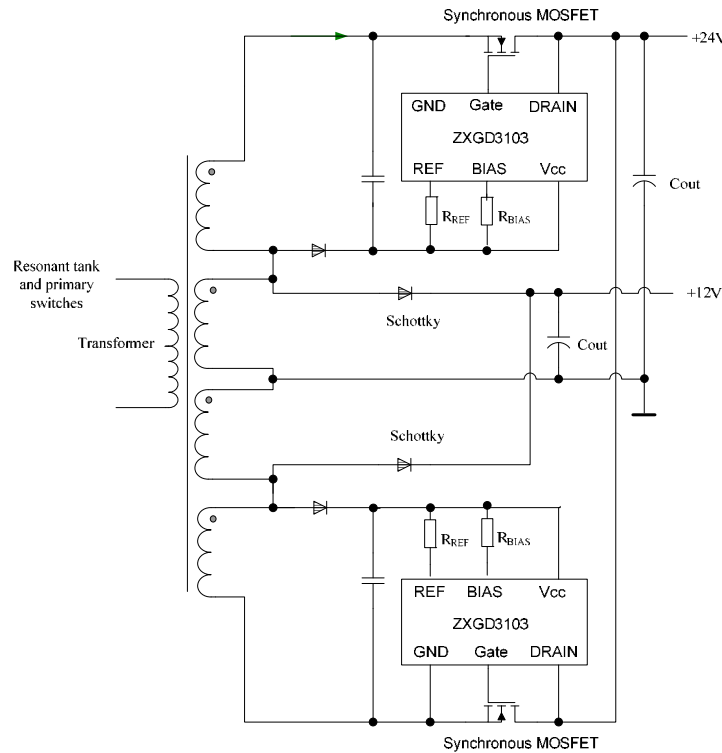 Synchronous MOSFET
+24V
GND Gate DRAIN
ZXGD3103
REF BIAS Vcc
RREF RBIAS
Cout
Resonant tank
and primary
switches
Transformer
+12V
Schottky
Cout
Schottky
RREF RBIAS
REF BIAS Vcc
ZXGD3103
GND Gate DRAIN
Synchronous MOSFET